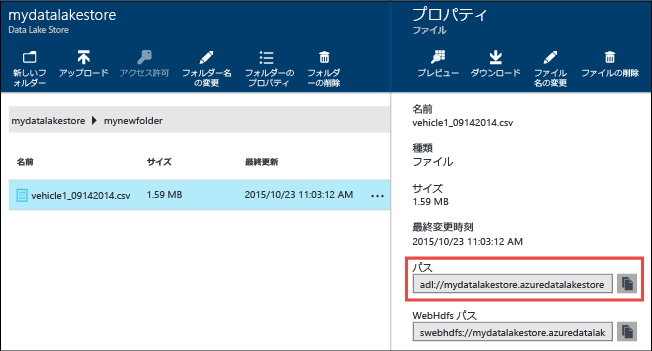 mydatalakestore
Data Lake Store
新しいフ
ォルダー
アップロード
アクセス許可
フォルダー名
の変更
フォルダーの
プロパティ
フォルダ
ーの削除
mydatalakestore ▶ mynewfolder
名前 サイズ 最終更新
vehicle1_09142014.csv 1.59 MB 2015/10/23 11:03:12 AM ...
プロパティ
ファイル
プレビュー
ダウンロード
ファイル
名の変更
ファイルの削除
名前
vehicle1_09142014.csv
種類
ファイル
サイズ
1.59 MB
最終変更時刻
2015/10/23 11:03:12 AM
パス
adl://mydatalakestore.azuredatalakestore
WebHdfs パス
swebhdfs://mydatalakestore.azuredatalak